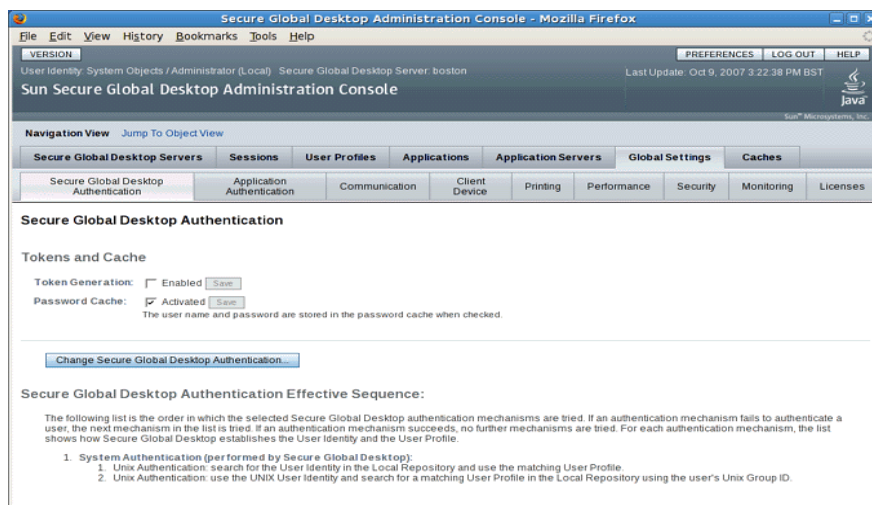 Secure Global Desktop Administration Console - Mozilla Firefox
File Edit View History Bookmarks Tools Help
VERSION PREFERENCES LOG OUT HELP
User Identity: System Objects / Administrator (Local) Secure Global Desktop Server: boston Last Update: Oct 9, 2007 3:22:38 PM BST
Sun Secure Global Desktop Administration Console
Java
Sun™ Microsystems, Inc.
Navigation View Jump To Object View
Secure Global Desktop Servers Sessions User Profiles Applications Application Servers Global Settings Caches
Secure Global Desktop Authentication Application Authentication Communication Client Device Printing Performance Security Monitoring Licenses
Secure Global Desktop Authentication
Tokens and Cache
Token Generation: Enabled Save
Password Cache: Activated Save
The user name and password are stored in the password cache when checked.
Change Secure Global Desktop Authentication...
Secure Global Desktop Authentication Effective Sequence:
The following list is the order in which the selected Secure Global Desktop authentication mechanisms are tried. If an authentication mechanism fails to authenticate a
user, the next mechanism in the list is tried. If an authentication mechanism succeeds, no further mechanisms are tried. For each authentication mechanism, the list
shows how Secure Global Desktop establishes the User Identity and the User Profile.
1. System Authentication (performed by Secure Global Desktop):
1. Unix Authentication: search for the User Identity in the Local Repository and use the matching User Profile.
2. Unix Authentication: use the UNIX User Identity and search for a matching User Profile in the Local Repository using the user's Unix Group ID.